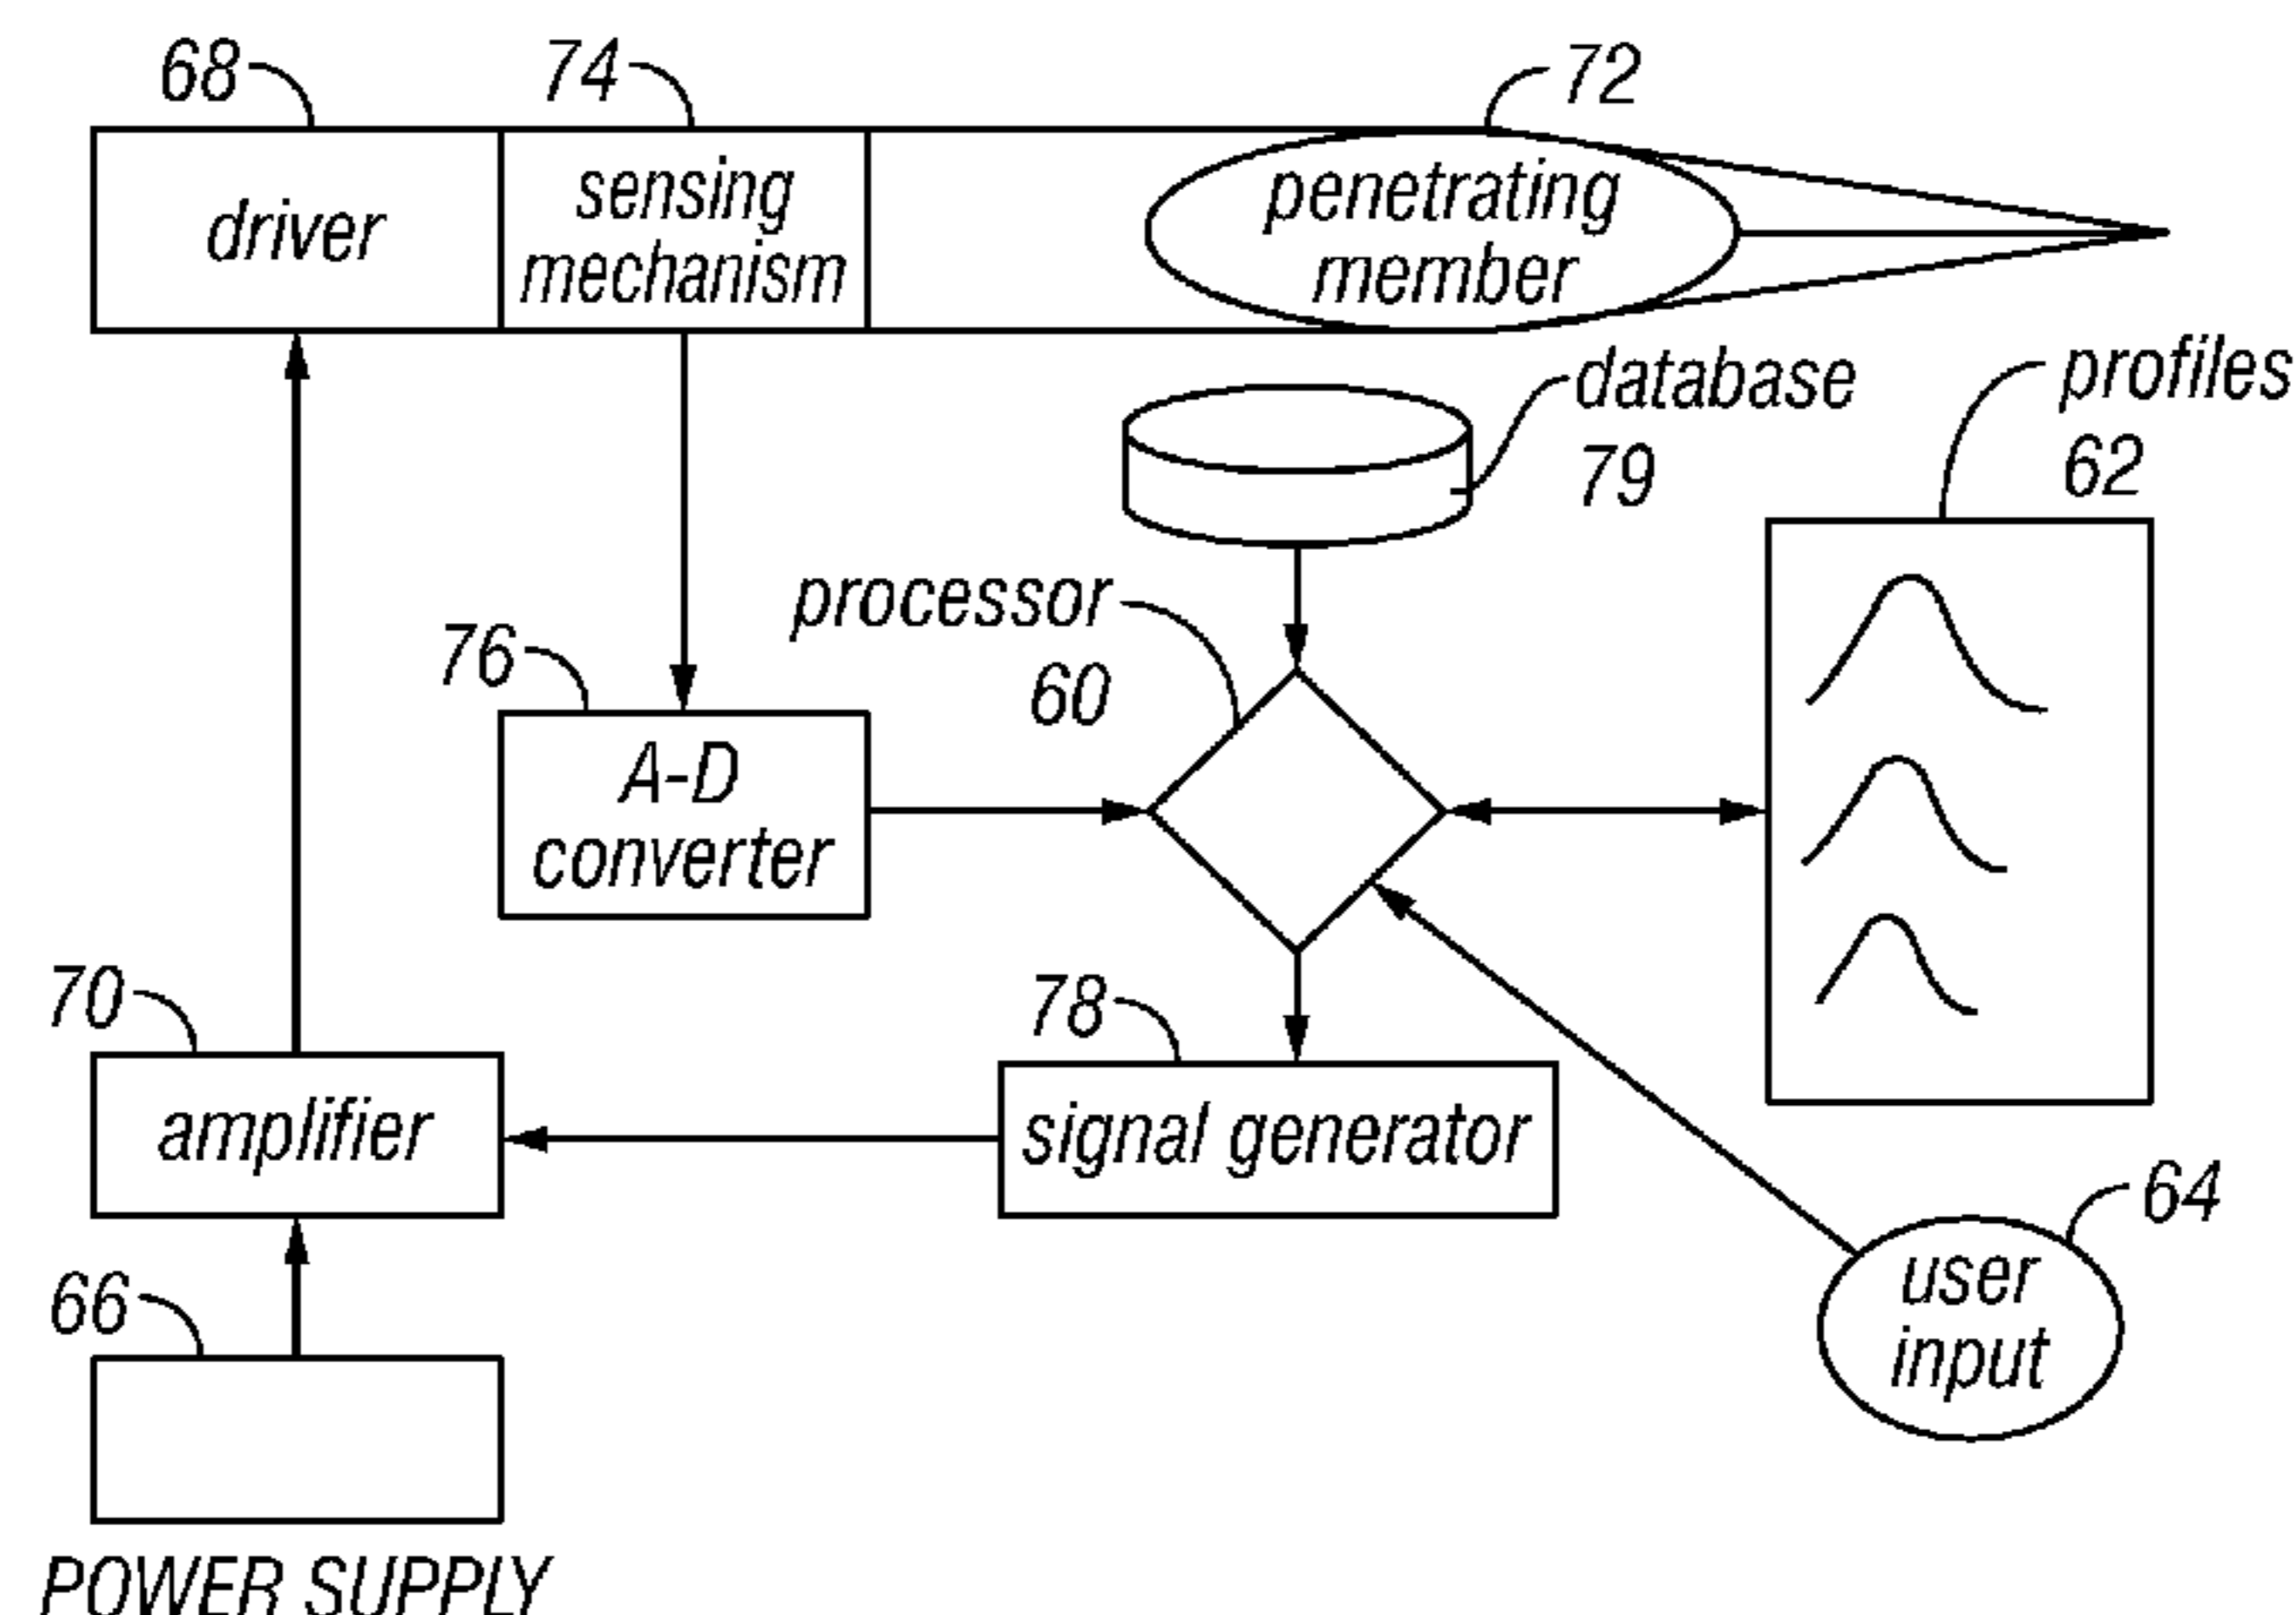 68
74
72
driver
sensing
mechanism
penetrating
member
database
79
profiles
62
processor
60
76
A-D
converter
70
amplifier
78
signal generator
64
user
input
66
POWER SUPPLY